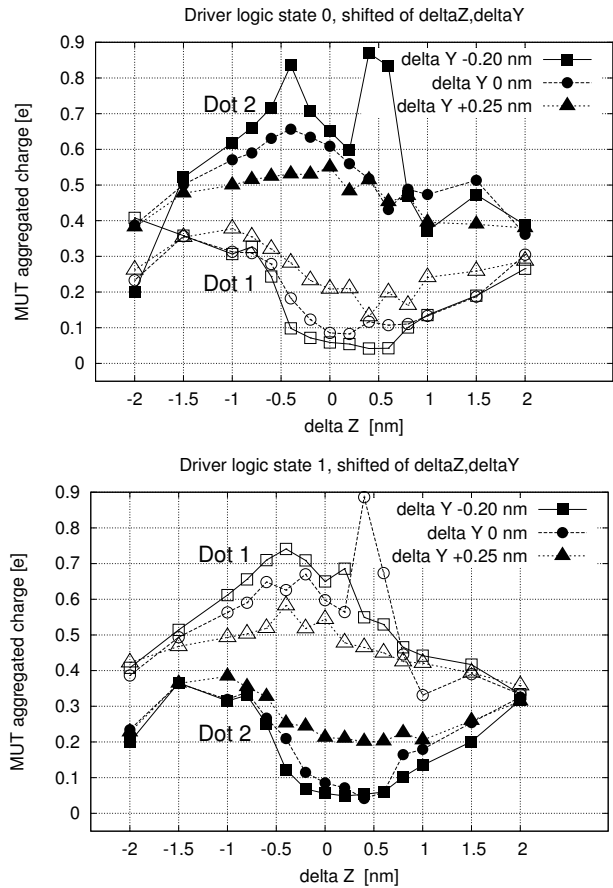 Driver logic state 0, shifted of deltaZ,deltaY
0.9
0.8
0.7
0.6
0.5
0.4
0.3
0.2
0.1
0
MUT aggregated charge [e]
delta Y -0.20 nm
delta Y 0 nm
delta Y +0.25 nm
Dot 2
Dot 1
-2 -1.5 -1 -0.5 0 0.5 1 1.5 2
delta Z [nm]
Driver logic state 1, shifted of deltaZ,deltaY
0.9
0.8
0.7
0.6
0.5
0.4
0.3
0.2
0.1
0
MUT aggregated charge [e]
delta Y -0.20 nm
delta Y 0 nm
delta Y +0.25 nm
Dot 1
Dot 2
-2 -1.5 -1 -0.5 0 0.5 1 1.5 2
delta Z [nm]